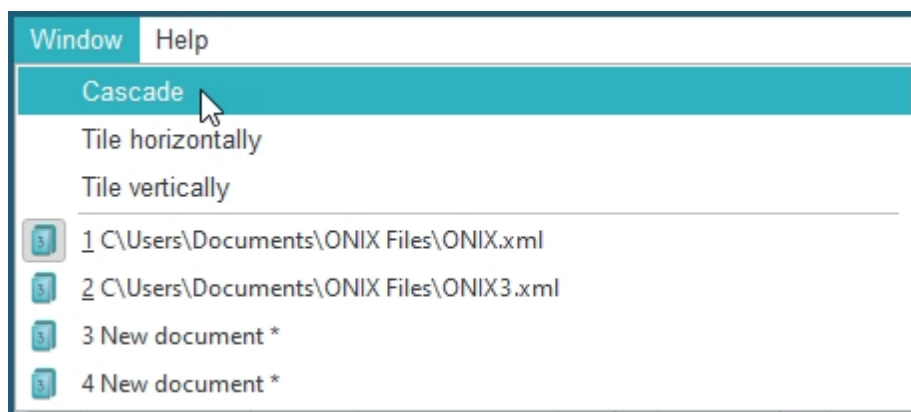 Window Help
Cascade
Tile horizontally
Tile vertically
1 C\Users\Documents\ONIX Files\ONIX.xml
2 C\Users\Documents\ONIX Files\ONIX3.xml
3 New document *
4 New document *